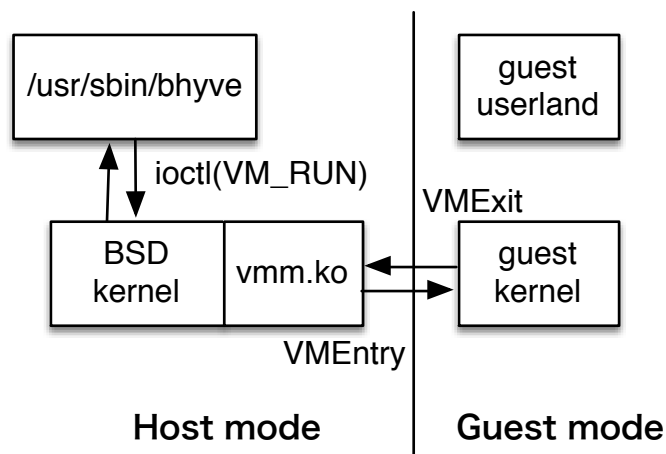 /usr/sbin/bhyve
guest
userland
ioctl(VM_RUN)
VMExit
BSD
kernel
vmm.ko
guest
kernel
VMEntry
Host mode
Guest mode